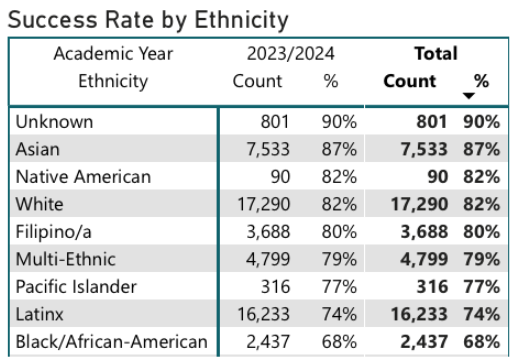 Success Rate by Ethnicity
Academic Year 2023/2024 Total
Ethnicity Count % Count %
Unknown 801 90% 801 90%
Asian 7,533 87% 7,533 87%
Native American 90 82% 90 82%
White 17,290 82% 17,290 82%
Filipino/a 3,688 80% 3,688 80%
Multi-Ethnic 4,799 79% 4,799 79%
Pacific Islander 316 77% 316 77%
Latinx 16,233 74% 16,233 74%
Black/African-American 2,437 68% 2,437 68%